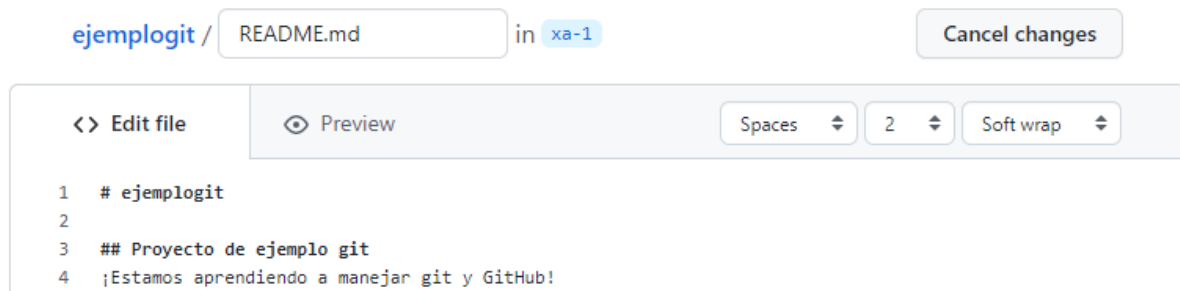 ejemplogit / README.md in xa-1 Cancel changes
<> Edit file Preview Spaces 2 Soft wrap
1 # ejemplogit
2
3 ## Proyecto de ejemplo git
4 ¡Estamos aprendiendo a manejar git y GitHub!